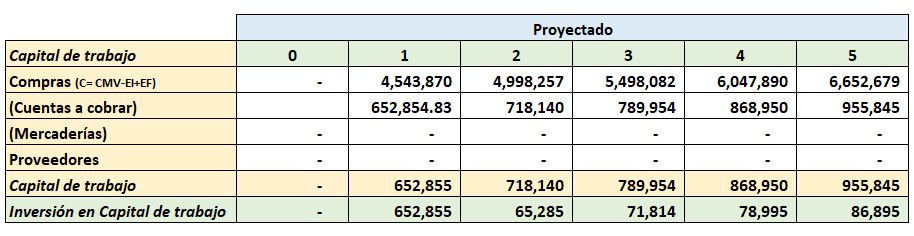 Proyectado
Capital de trabajo 0 1 2 3 4 5
Compras (C= CMV-EI+EF) - 4,543,870 4,998,257 5,498,082 6,047,890 6,652,679
(Cuentas a cobrar) 652,854.83 718,140 789,954 868,950 955,845
(Mercaderías) - - - - -
Proveedores - - - - -
Capital de trabajo - 652,855 718,140 789,954 868,950 955,845
Inversión en Capital de trabajo - 652,855 65,285 71,814 78,995 86,895